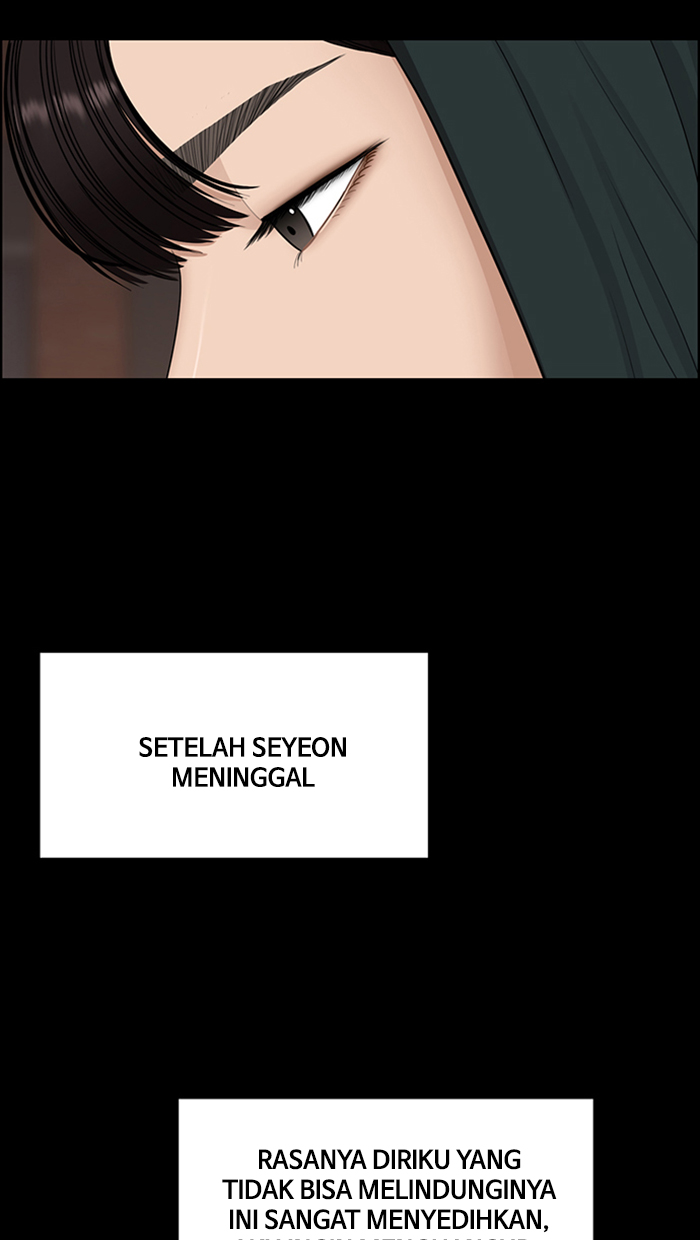 SETELAH SEYEON
MENINGGAL
RASANYA DIRIKU YANG
TIDAK BISA MELINDUNGINYA
INI SANGAT MENYEDIHKAN,